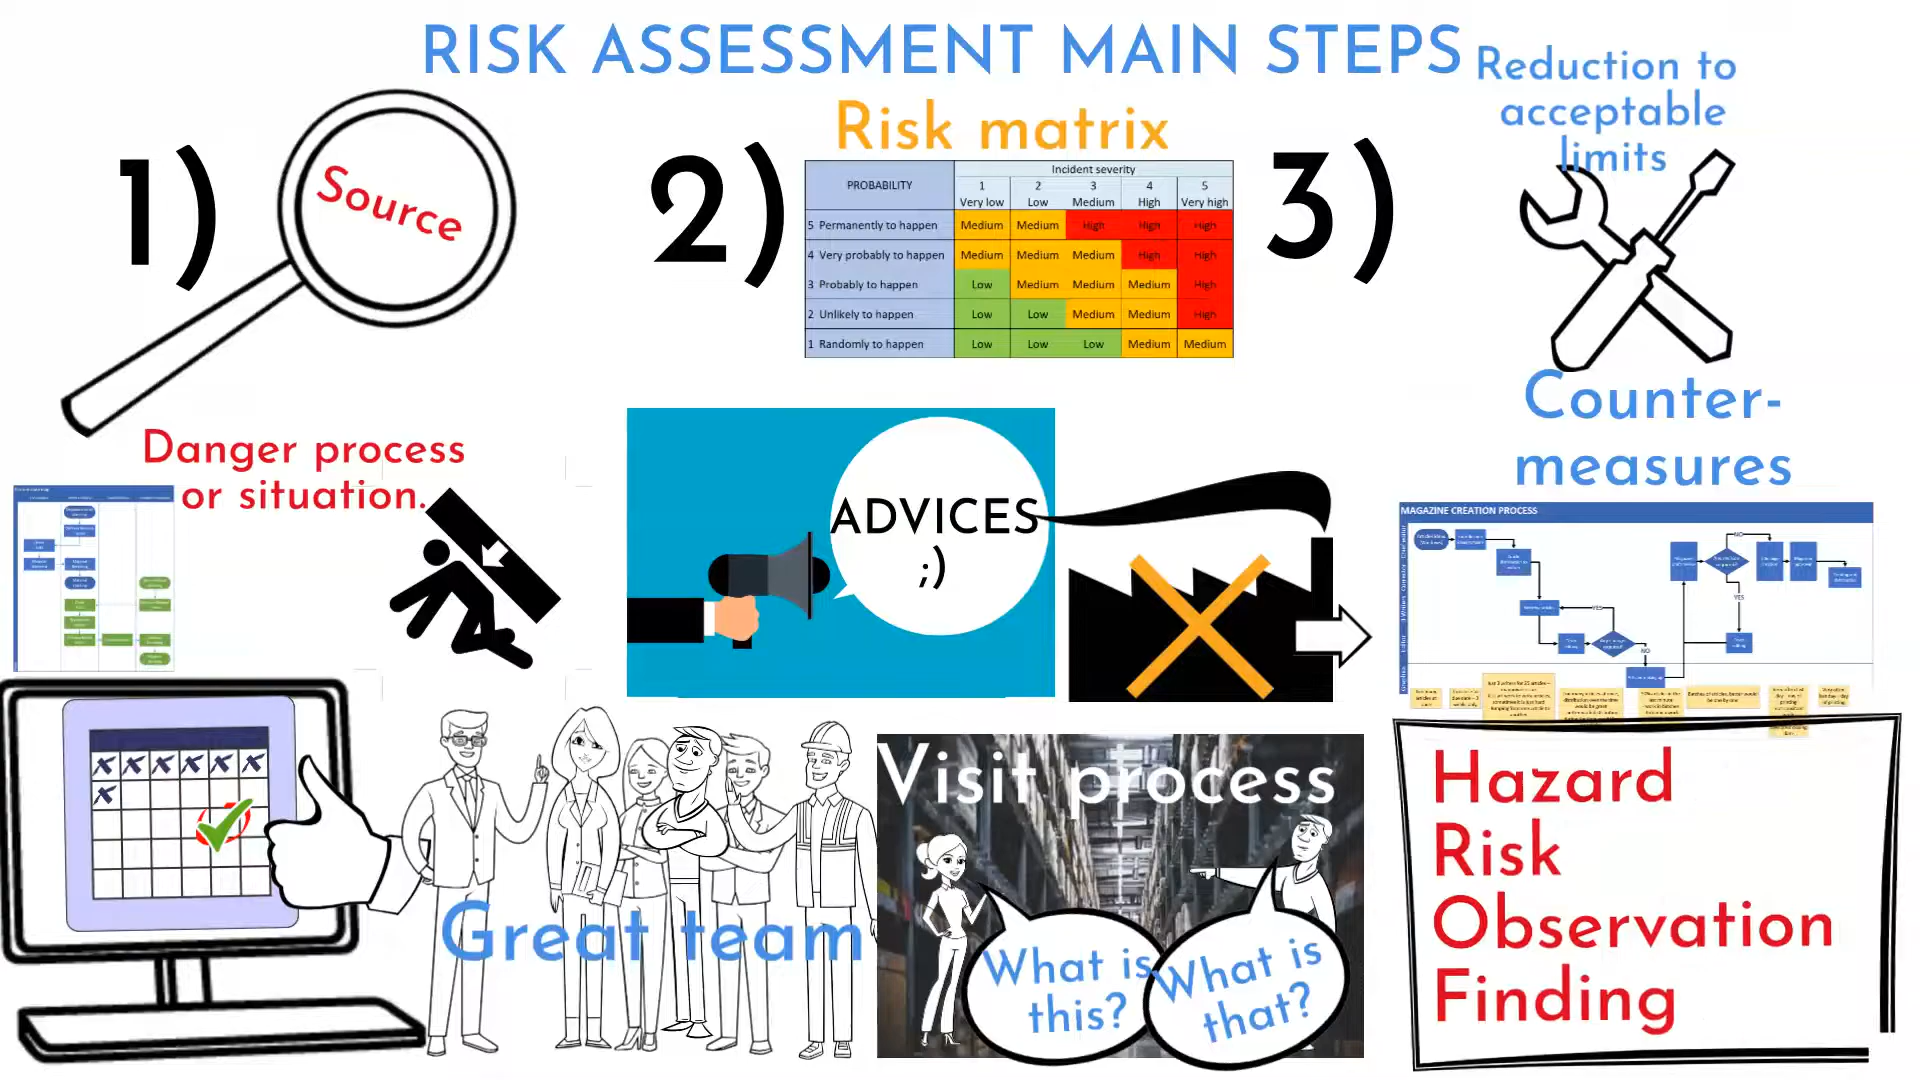 RISK ASSESSMENT MAIN STEPS
Reduction to
acceptable
limits
1)
Source
2)
Risk matrix
PROBABILITY
Incident severity
1 2 3 4 5
Very low Low Medium High Very high
5 Permanently to happen Medium Medium High High High
4 Very probably to happen Medium Medium Medium High High
3 Probably to happen Low Medium Medium Medium High
2 Unlikely to happen Low Low Medium Medium High
1 Randomly to happen Low Low Low Medium Medium
3)
Counter-
measures
Danger process
or situation.
ADVICES
;)
MAGAZINE CREATION PROCESS
NO
YES
YES
NO
Great team
Visit process
What is
this?
What is
that?
Hazard
Risk
Observation
Finding